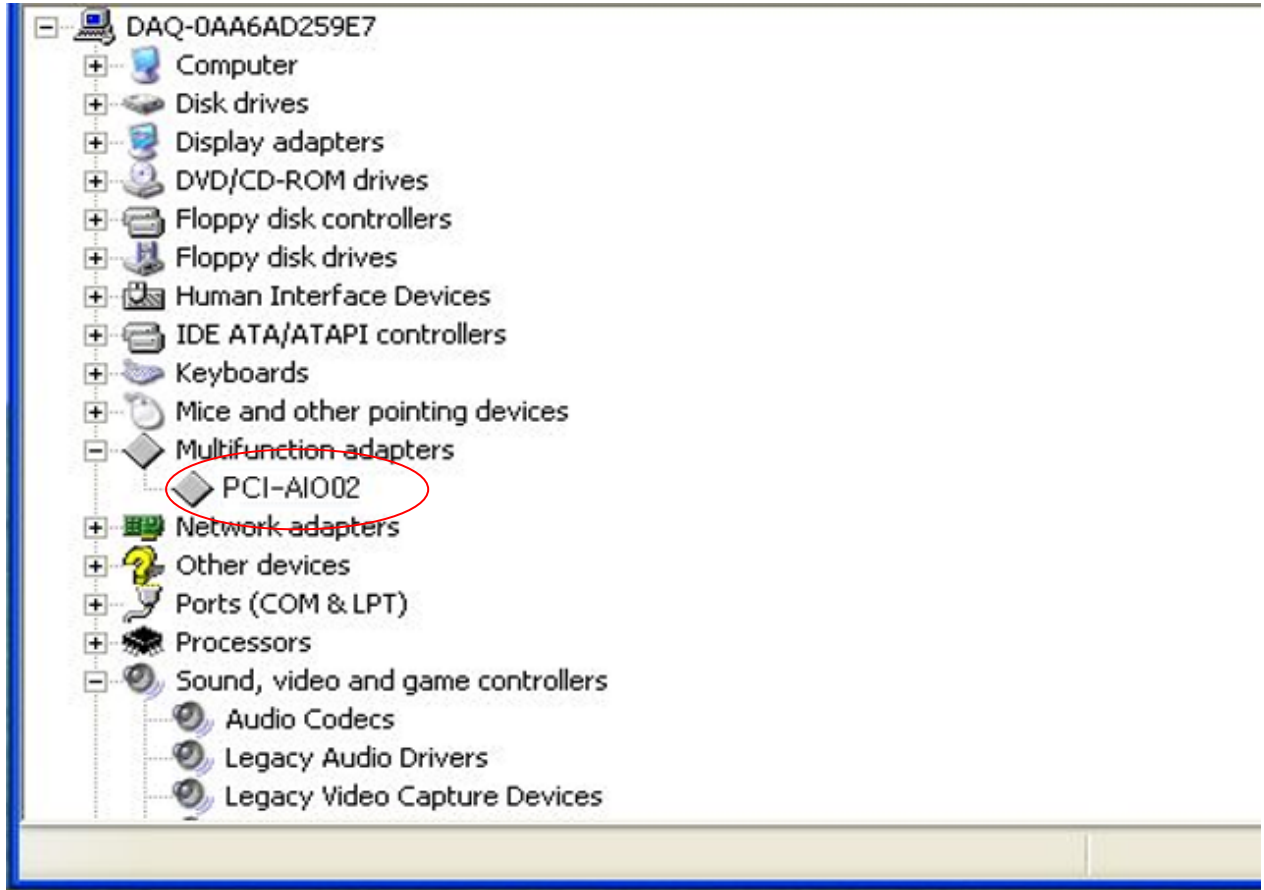 DAQ-0AA6AD259E7
Computer
Disk drives
Display adapters
DVD/CD-ROM drives
Floppy disk controllers
Floppy disk drives
Human Interface Devices
IDE ATA/ATAPI controllers
Keyboards
Mice and other pointing devices
Multifunction adapters
PCI-AIO02
Network adapters
Other devices
Ports (COM & LPT)
Processors
Sound, video and game controllers
Audio Codecs
Legacy Audio Drivers
Legacy Video Capture Devices